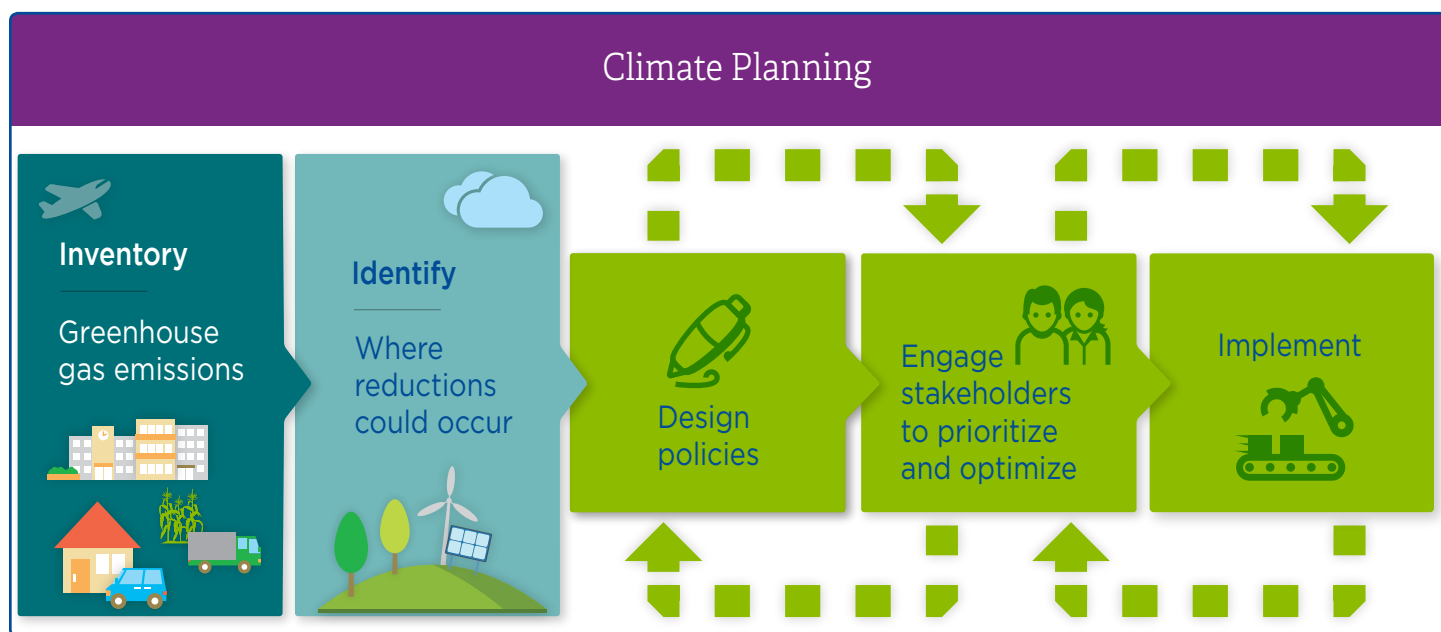 Climate Planning
Inventory
Greenhouse
gas emissions
Identify
Where
reductions
could occur
Design
policies
Engage
stakeholders
to prioritize
and optimize
Implement